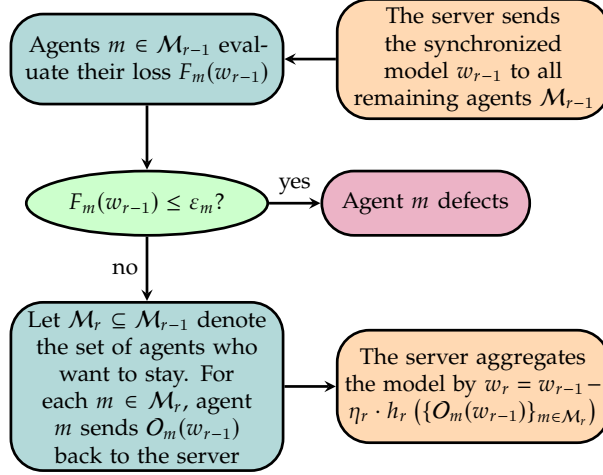 Agents m ∈ ℳ_{r−1} eval-
uate their loss F_m(w_{r−1})
The server sends
the synchronized
model w_{r−1} to all
remaining agents ℳ_{r−1}
F_m(w_{r−1}) ≤ ε_m?
yes
Agent m defects
no
Let ℳ_r ⊆ ℳ_{r−1} denote
the set of agents who
want to stay. For
each m ∈ ℳ_r, agent
m sends 𝒪_m(w_{r−1})
back to the server
The server aggregates
the model by w_r = w_{r−1} −
η_r · h_r ({𝒪_m(w_{r−1})}_{m∈ℳ_r})